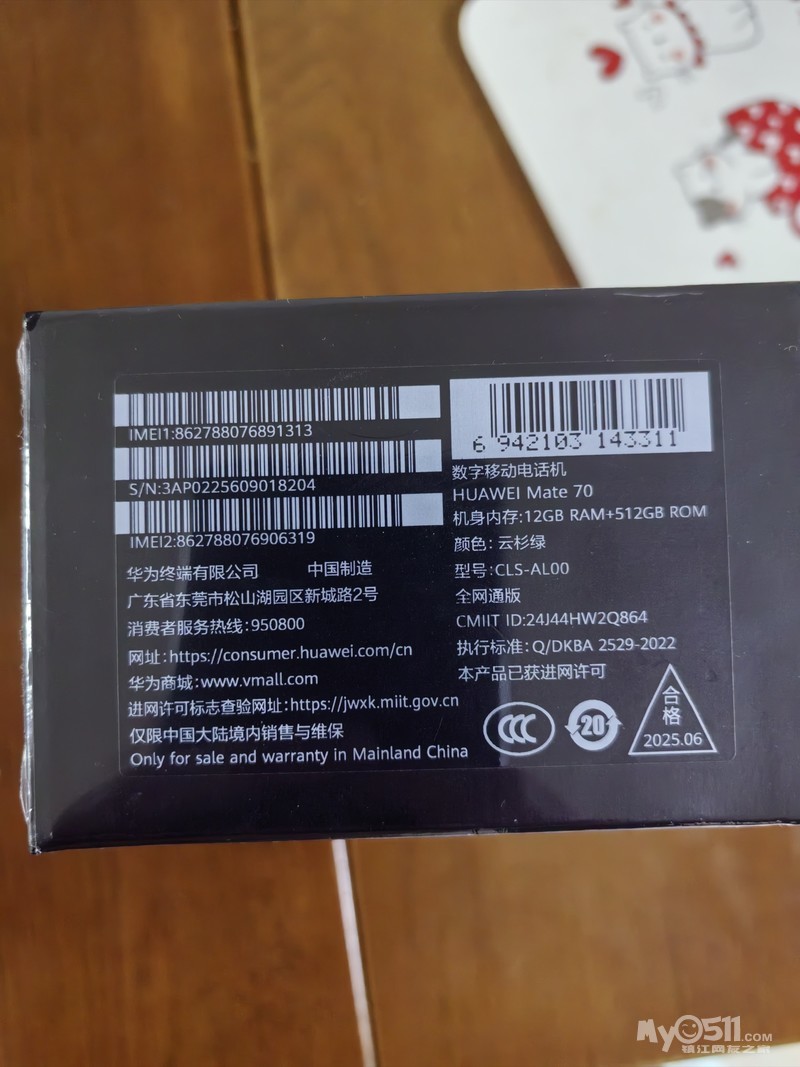 IMEI1:862788076891313
S/N:3AP0225609018204
IMEI2:862788076906319
华为终端有限公司 中国制造
广东省东莞市松山湖园区新城路2号
消费者服务热线:950800
网址:https://consumer.huawei.com/cn
华为商城:www.vmall.com
进网许可标志查验网址:https://jwxk.miit.gov.cn
仅限中国大陆境内销售与维保
Only for sale and warranty in Mainland China
6 942103 143311
数字移动电话机
HUAWEI Mate 70
机身内存:12GB RAM+512GB ROM
颜色: 云杉绿
型号:CLS-AL00
全网通版
CMIIT ID:24J44HW2Q864
执行标准: Q/DKBA 2529-2022
本产品已获进网许可
CCC
20
合格
2025.06
My0511.COM
镇江网友之家